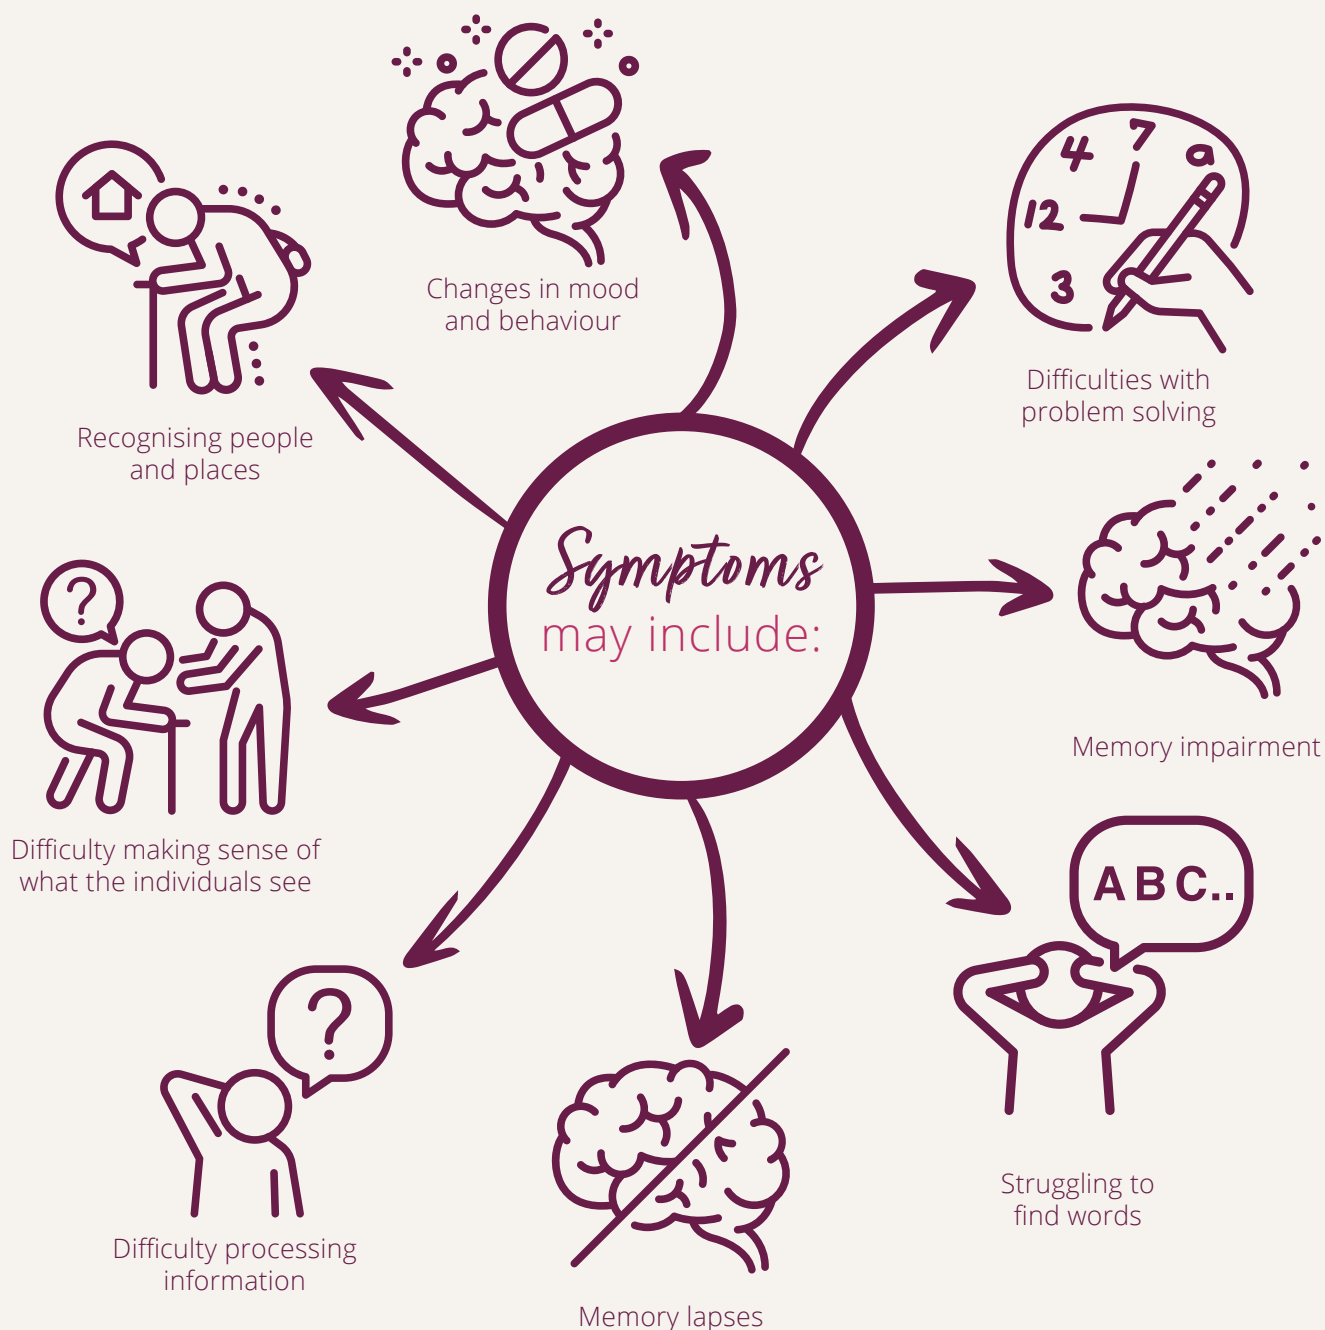 4
7
a
12
3
Changes in mood
and behaviour
Difficulties with
problem solving
Recognising people
and places
Symptoms
may include:
?
Memory impairment
Difficulty making sense of
what the individuals see
A B C..
?
Struggling to
find words
Difficulty processing
information
Memory lapses